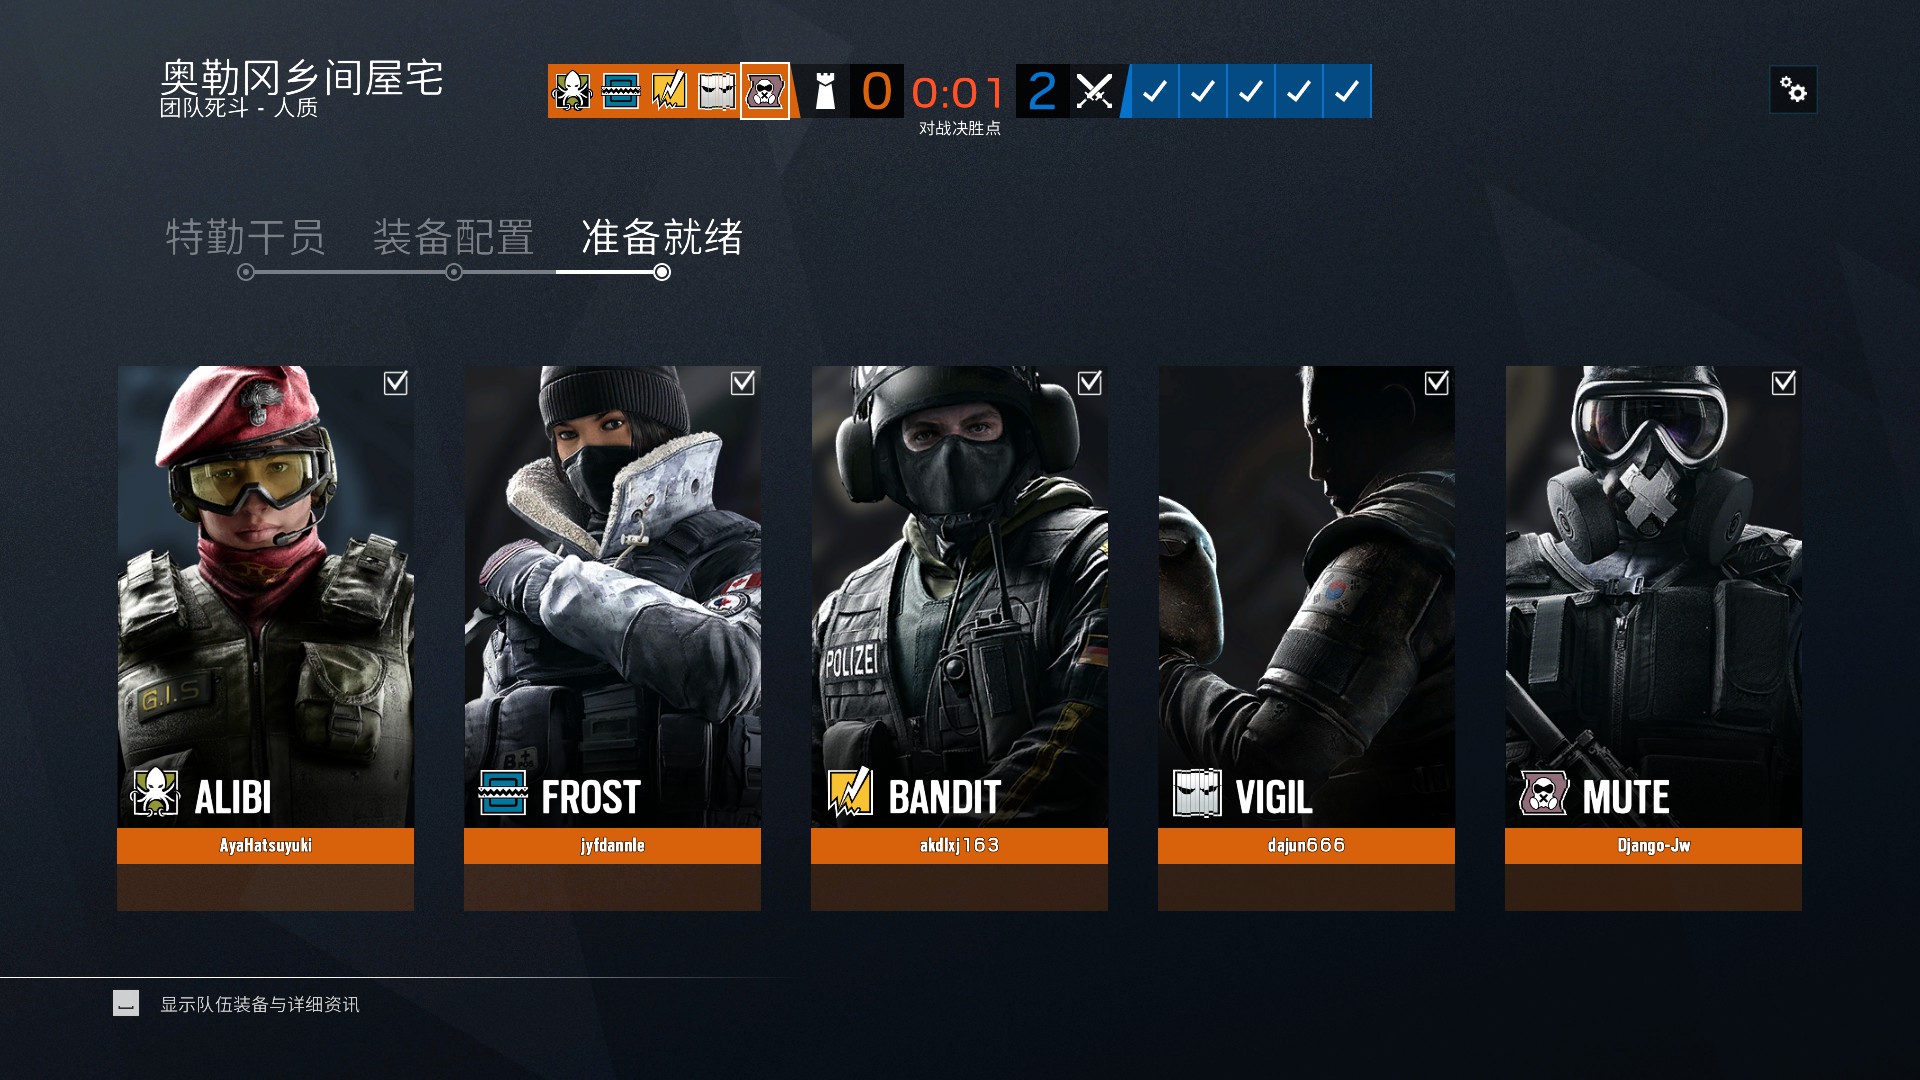 奥勒冈乡间屋宅
团队死斗 - 人质
0
0:01
2
对战决胜点
特勤干员
装备配置
准备就绪
G.I.S
B+
POLIZEI
ALIBI
FROST
BANDIT
VIGIL
MUTE
AyaHatsuyuki
jyfdannle
akdlxj163
dajun666
Django-Jw
显示队伍装备与详细资讯